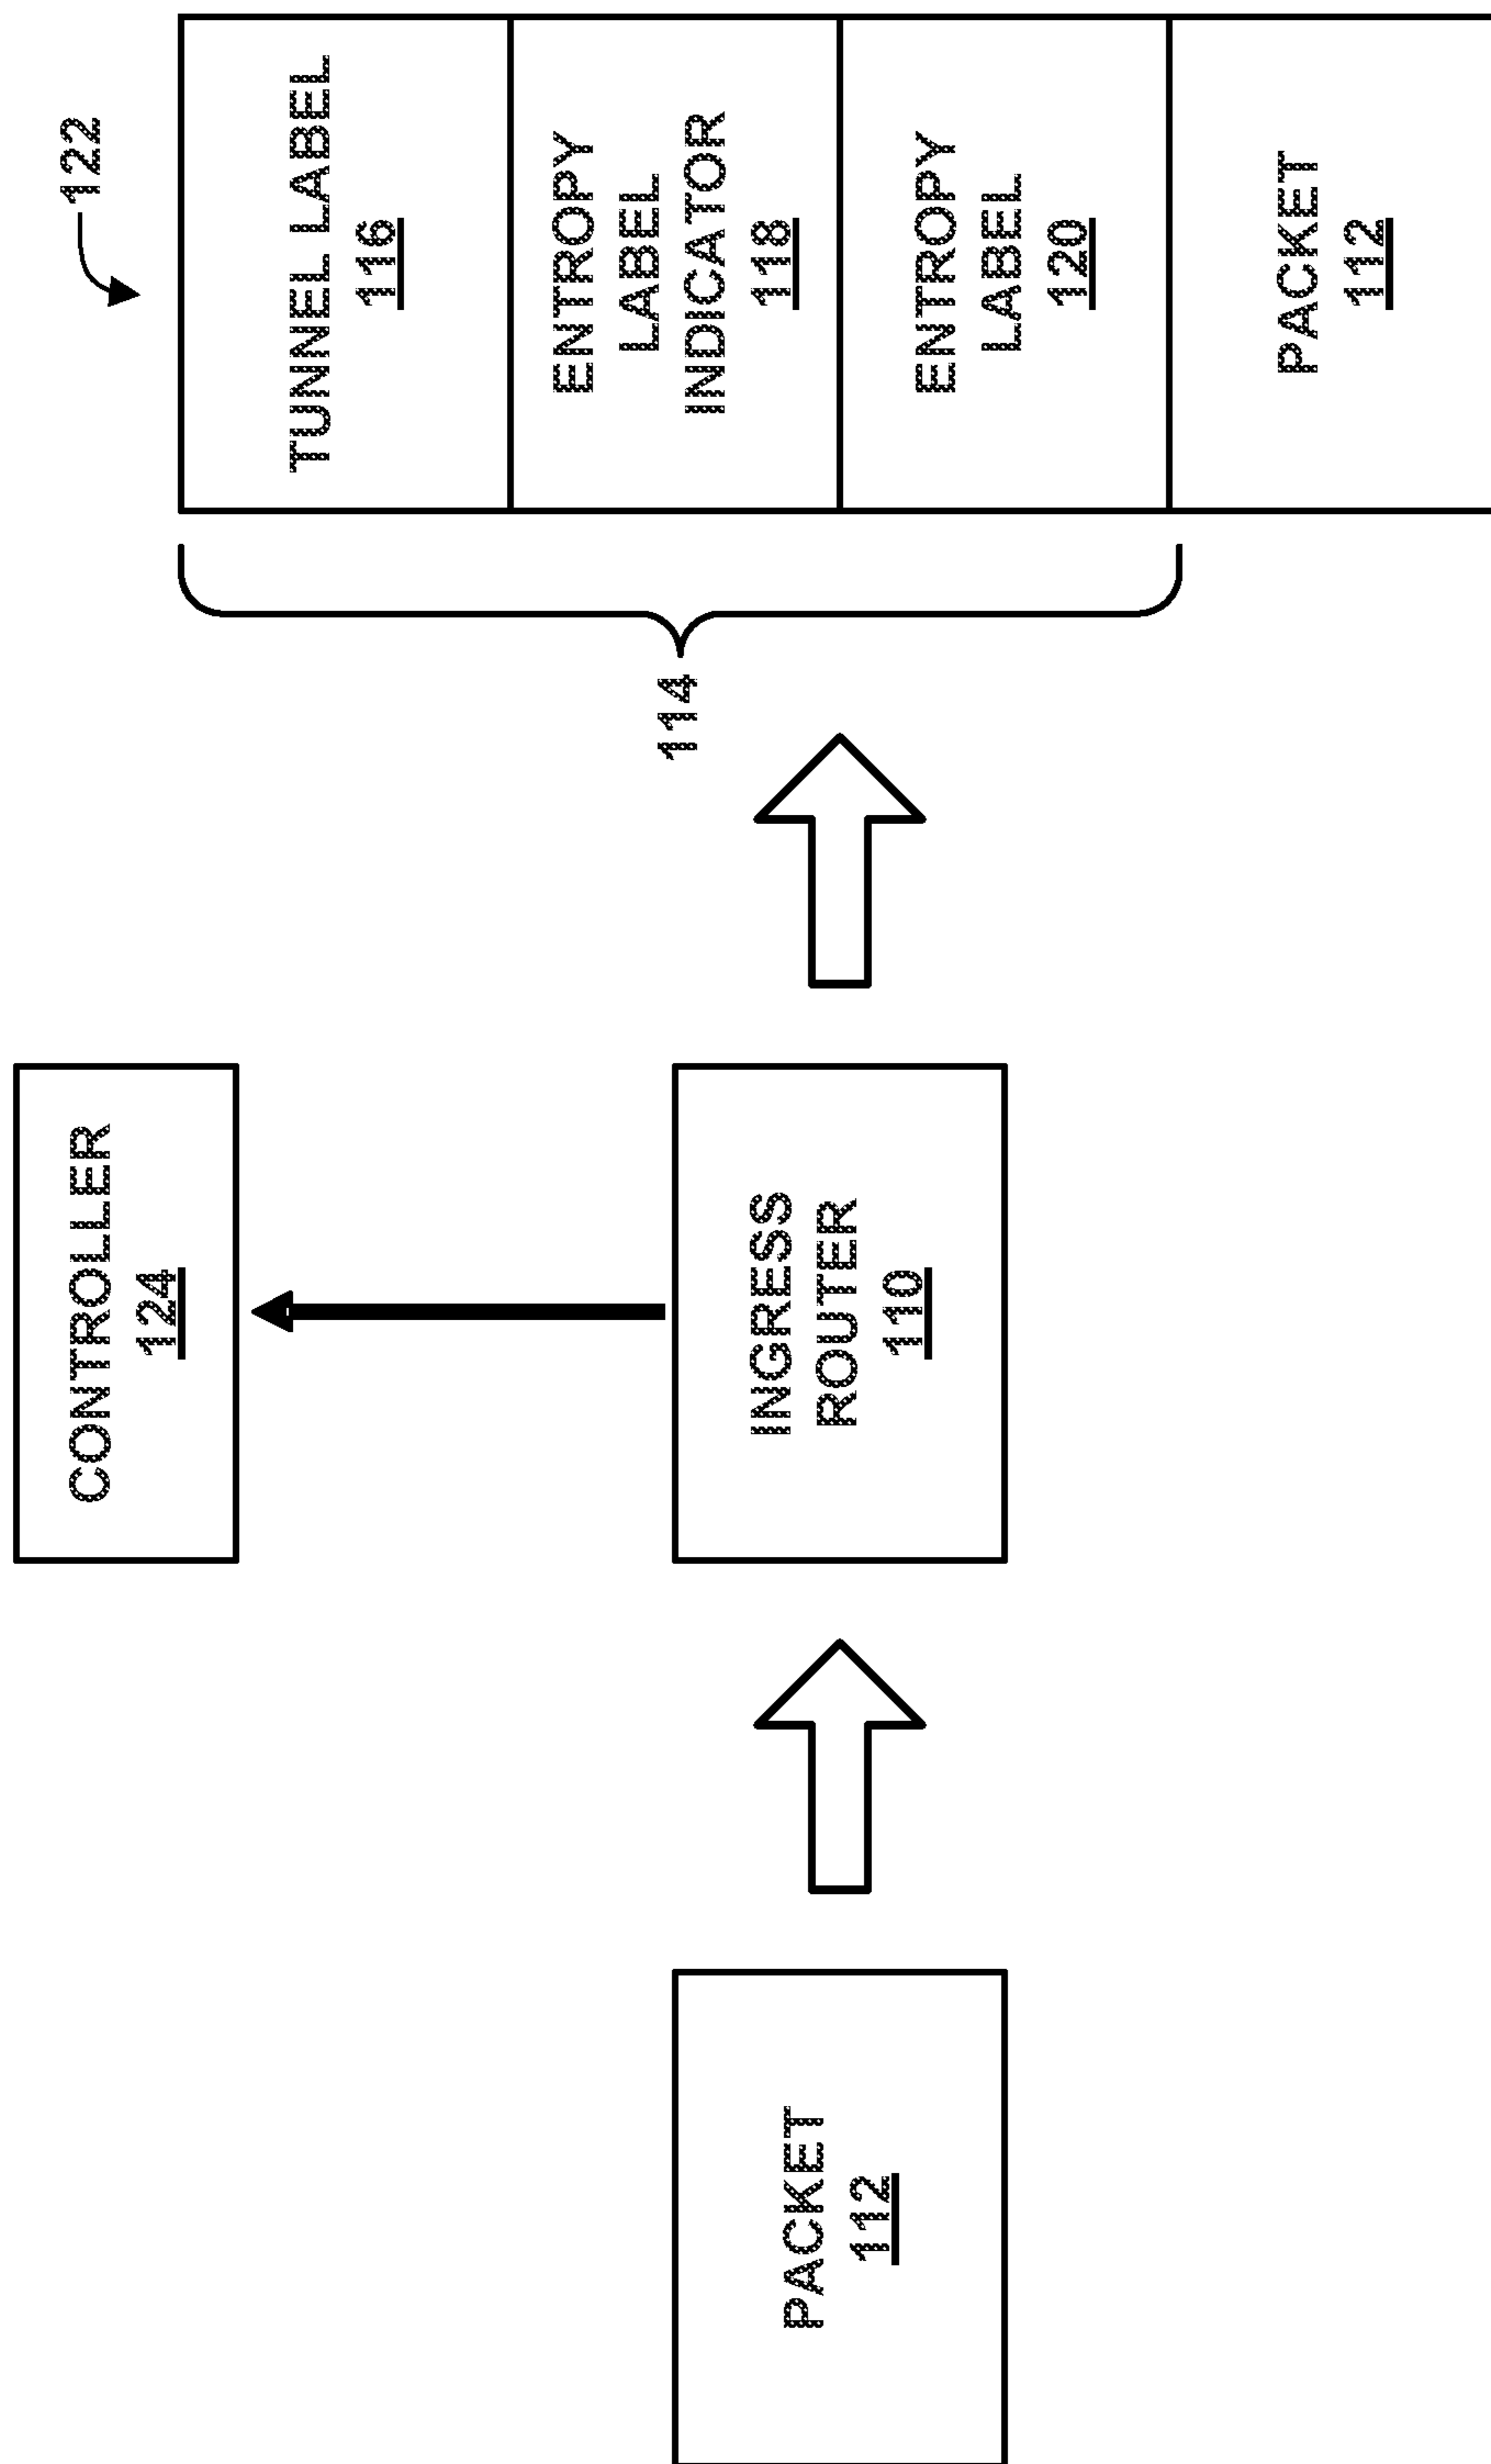 PACKET
112
CONTROLLER
124
INGRESS
ROUTER
110
114
122
TUNNEL LABEL
116
ENTROPY
LABEL
INDICATOR
118
ENTROPY
LABEL
120
PACKET
112